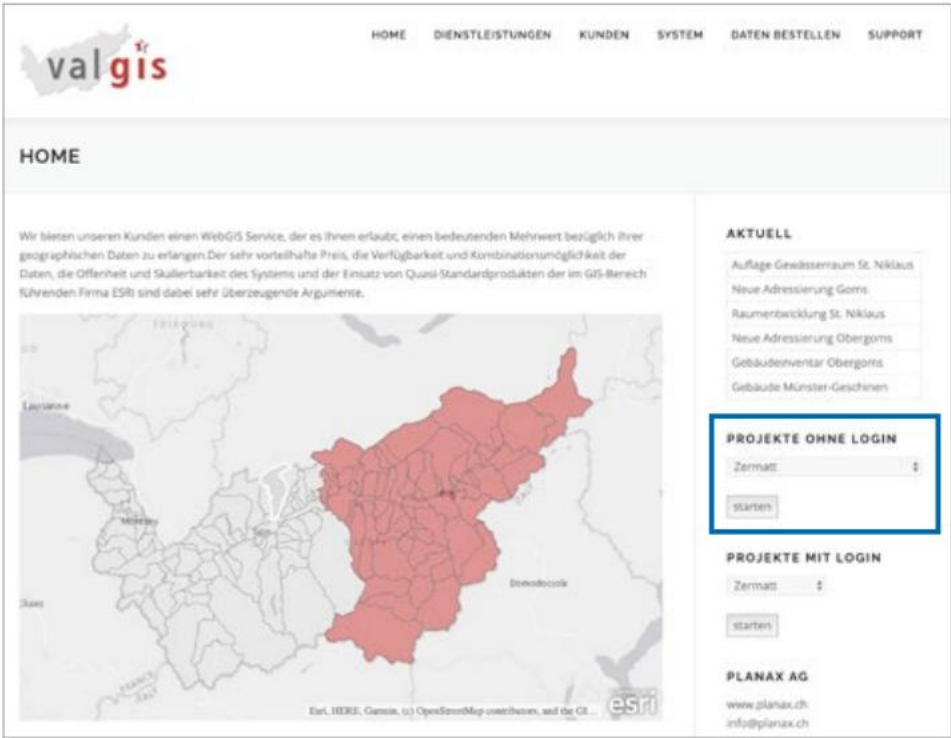 valgis
HOME DIENSTLEISTUNGEN KUNDEN SYSTEM DATEN BESTELLEN SUPPORT
HOME
Wir bieten unseren Kunden einen WebGIS Service, der es Ihnen erlaubt, einen bedeutenden Mehrwert bezüglich ihrer
geographischen Daten zu erlangen.Der sehr vorteilhafte Preis, die Verfügbarkeit und Kombinationsmöglichkeit der
Daten, die Offenheit und Skalierbarkeit des Systems und der Einsatz von Quasi-Standardprodukten der im GIS-Bereich
führenden Firma ESRI sind dabei sehr überzeugende Argumente.
FRIBOURG
Lausanne
Monthey
Domodossola
FRANCE
ITALY
Esri, HERE, Garmin, (c) OpenStreetMap contributors, and the GI...
esri
AKTUELL
Auflage Gewässerraum St. Niklaus
Neue Adressierung Goms
Raumentwicklung St. Niklaus
Neue Adressierung Obergoms
Gebäudeinventar Obergoms
Gebäude Münster-Geschinen
PROJEKTE OHNE LOGIN
Zermatt
starten
PROJEKTE MIT LOGIN
Zermatt
starten
PLANAX AG
www.planax.ch
info@planax.ch